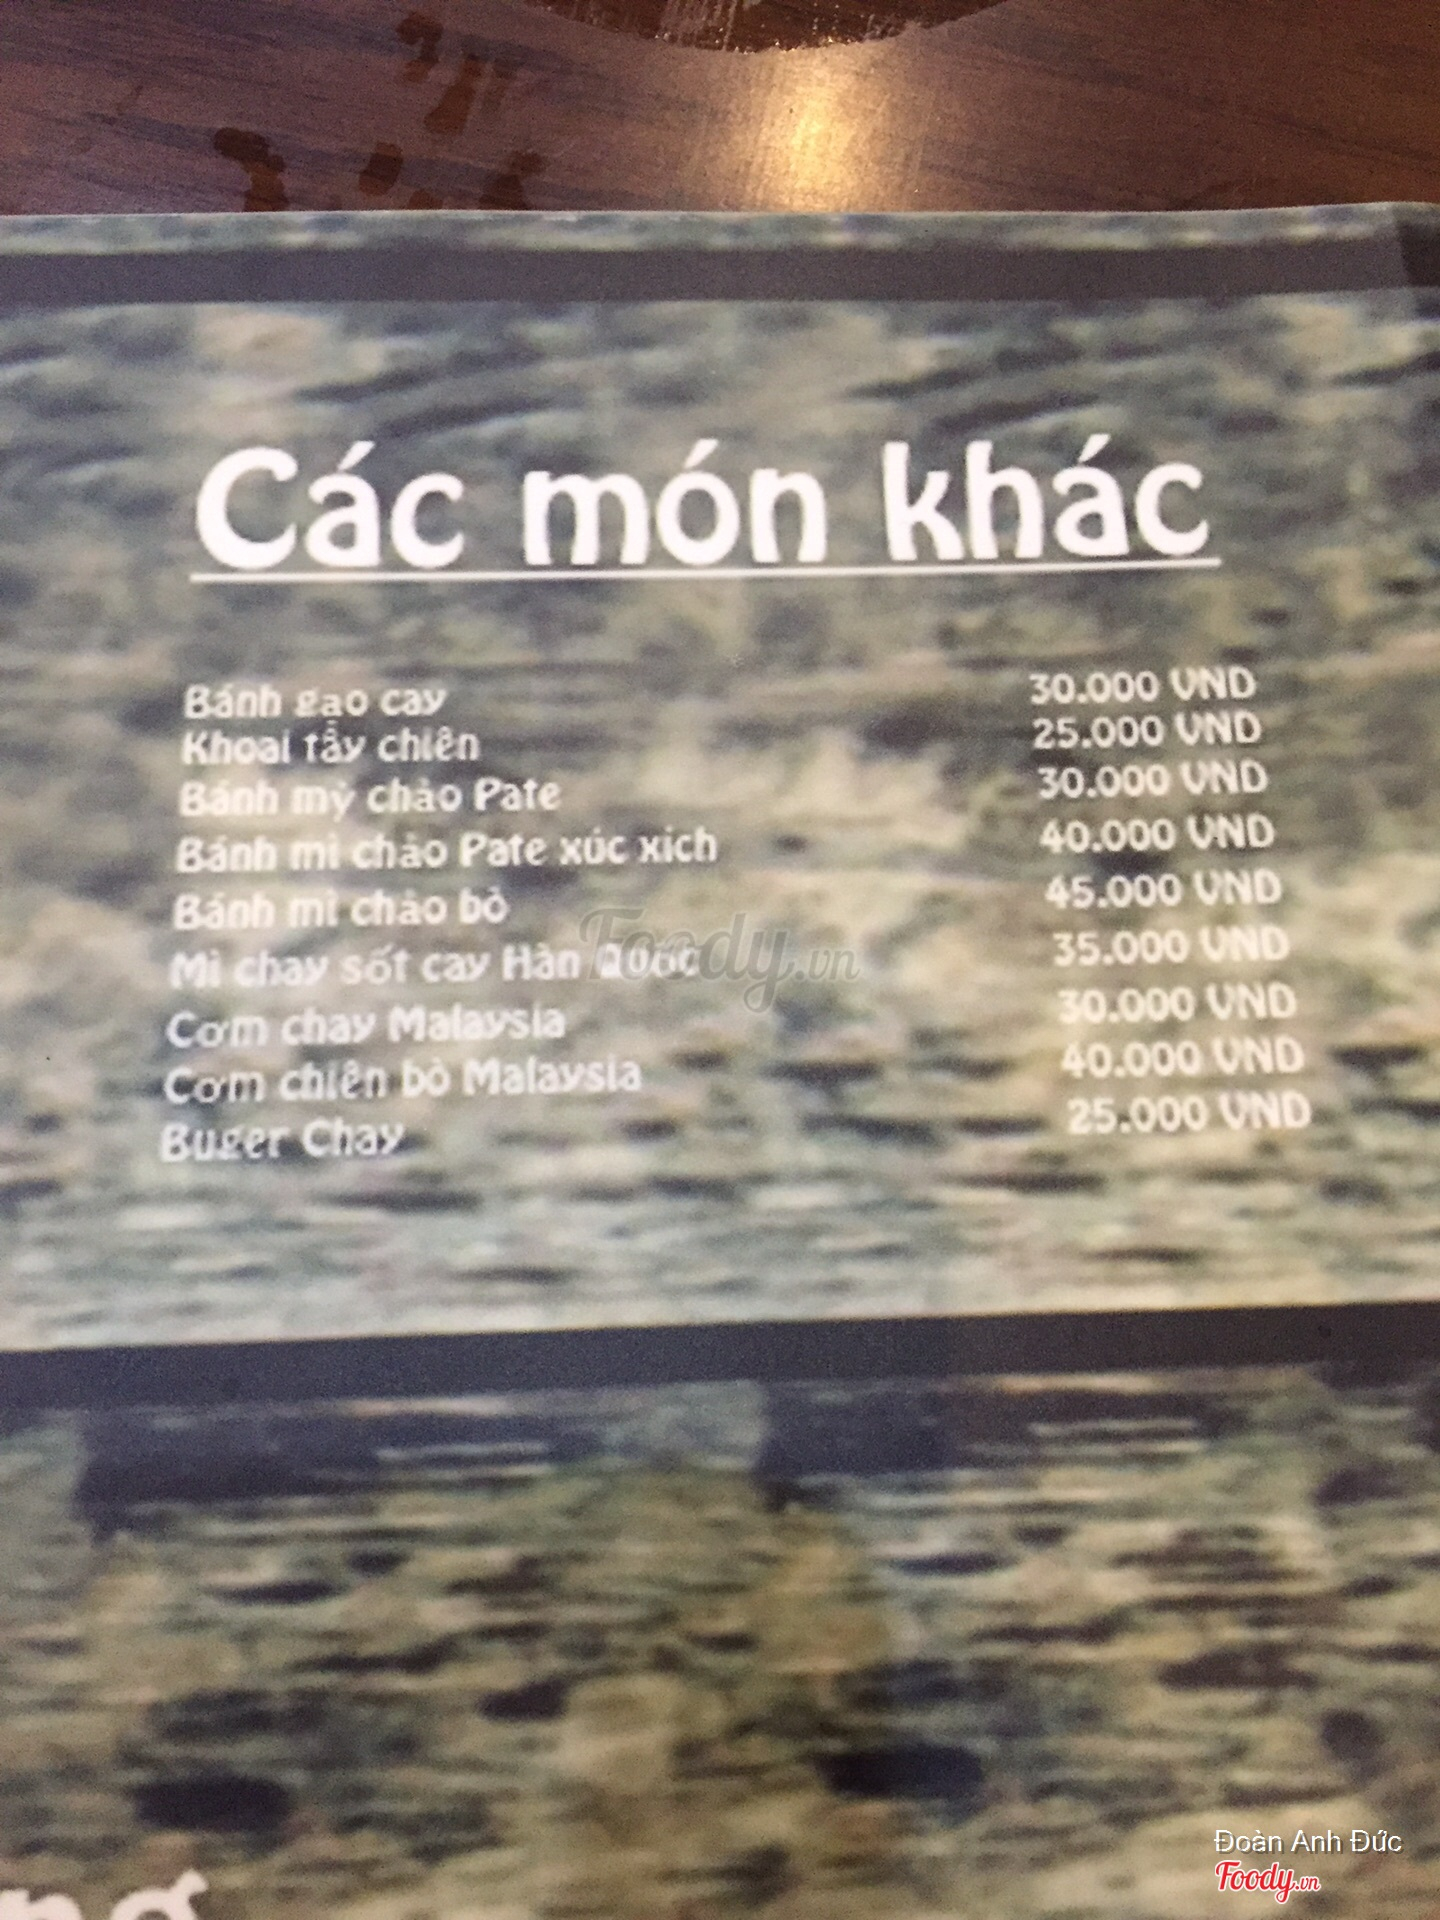 Các món khác
Bánh gạo cay 30.000 VND
Khoai tẩy chiên 25.000 VND
Bánh mỳ chảo Pate 30.000 VND
Bánh mì chảo Pate xúc xich 40.000 VND
Bánh mì chảo bò 45.000 VND
Mì chay sốt cay Hàn Quốc 35.000 VND
Cơm chay Malaysia 30.000 VND
Cơm chiên bò Malaysia 40.000 VND
Buger Chay 25.000 VND
Foody.vn
Đoàn Anh Đức
Foody.vn